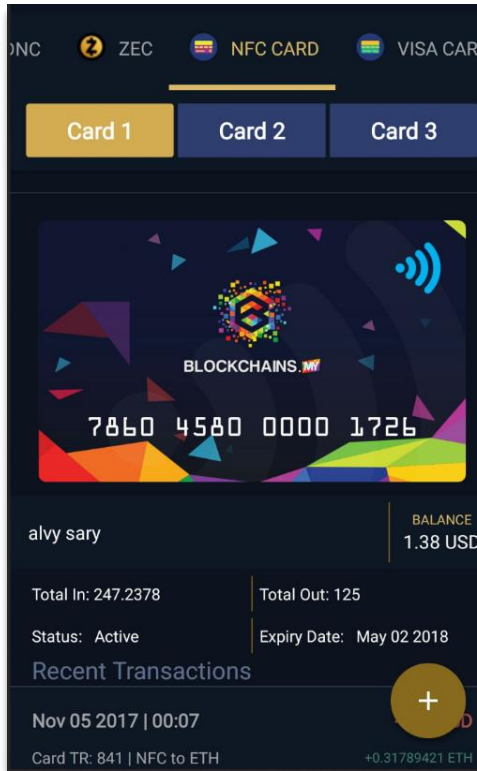 ZEC NFC CARD VISA CAR
Card 1 Card 2 Card 3
BLOCKCHAINS.MY
7860 4580 0000 1726
alvy sary
BALANCE
1.38 USD
Total In: 247.2378 Total Out: 125
Status: Active Expiry Date: May 02 2018
Recent Transactions
Nov 05 2017 | 00:07
+
Card TR: 841 | NFC to ETH +0.31789421 ETH